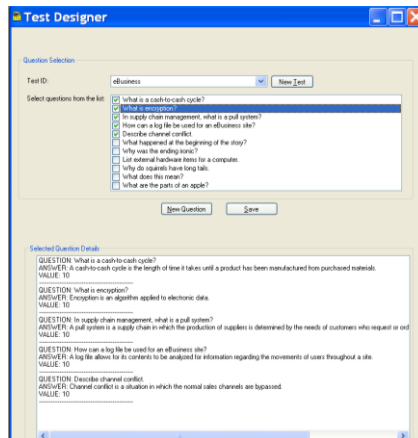 Test Designer
Question Selection
Test ID:
eBusiness
New Test
Select questions from the list:
What is a cash-to-cash cycle?
What is encryption?
In supply chain management, what is a pull system?
How can a log file be used for an eBusiness site?
Describe channel conflict.
What happened at the beginning of the story?
Why was the ending ironic?
List external hardware items for a computer.
Why do squirrels have long tails.
What does this mean?
What are the parts of an apple?
New Question
Save
Selected Question Details
QUESTION: What is a cash-to-cash cycle?
ANSWER: A cash-to-cash cycle is the length of time it takes until a product has been manufactured from purchased materials.
VALUE: 10
----------------------------------------
QUESTION: What is encryption?
ANSWER: Encryption is an algorithm applied to electronic data.
VALUE: 10
----------------------------------------
QUESTION: In supply chain management, what is a pull system?
ANSWER: A pull system is a supply chain in which the production of suppliers is determined by the needs of customers who request or ord
VALUE: 10
----------------------------------------
QUESTION: How can a log file be used for an eBusiness site?
ANSWER: A log file allows for its contents to be analyzed for information regarding the movements of users throughout a site.
VALUE: 10
----------------------------------------
QUESTION: Describe channel conflict.
ANSWER: Channel conflict is a situation in which the normal sales channels are bypassed.
VALUE: 10
----------------------------------------